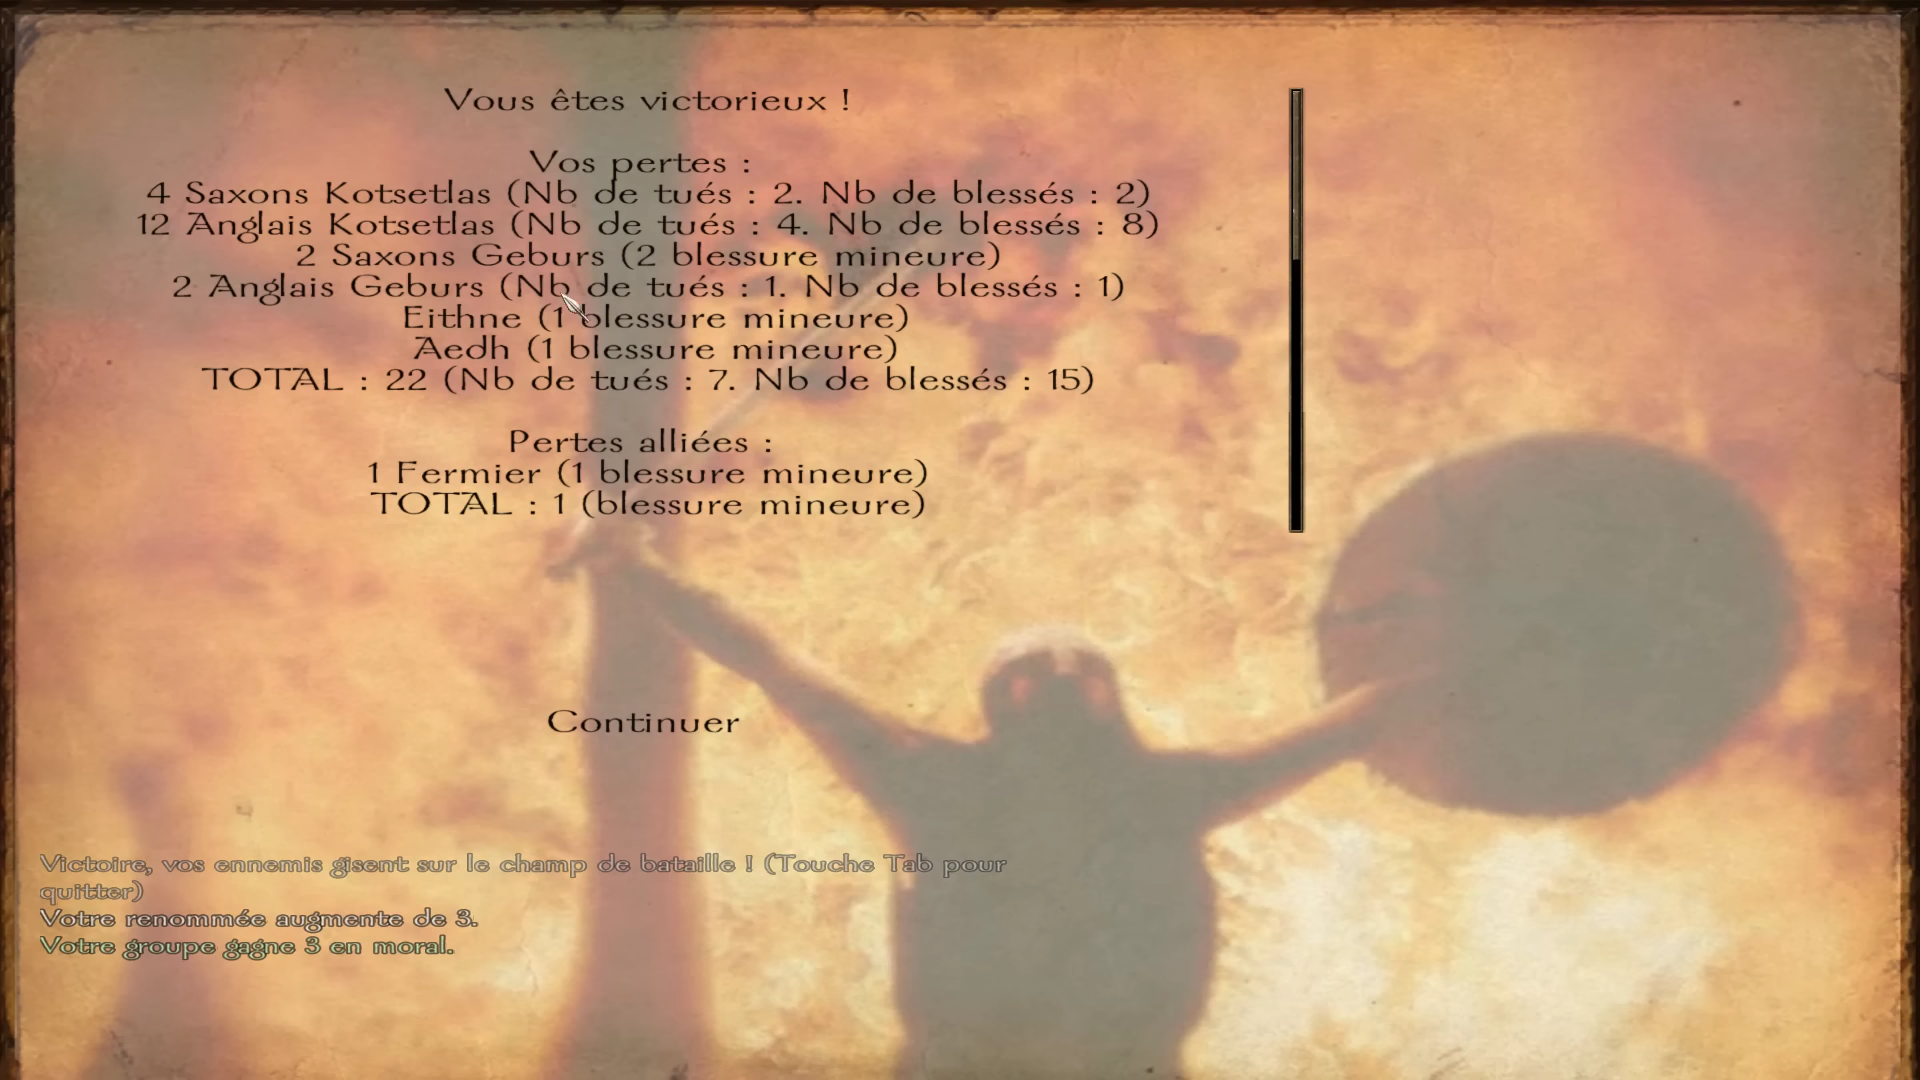 Vous êtes victorieux !
Vos pertes :
4 Saxons Kotsetlas (Nb de tués : 2. Nb de blessés : 2)
12 Anglais Kotsetlas (Nb de tués : 4. Nb de blessés : 8)
2 Saxons Geburs (2 blessure mineure)
2 Anglais Geburs (Nb de tués : 1. Nb de blessés : 1)
Eithne (1 blessure mineure)
Aedh (1 blessure mineure)
TOTAL : 22 (Nb de tués : 7. Nb de blessés : 15)
Pertes alliées :
1 Fermier (1 blessure mineure)
TOTAL : 1 (blessure mineure)
Continuer
Victoire, vos ennemis gisent sur le champ de bataille ! (Touche Tab pour
quitter)
Votre renommée augmente de 3.
Votre groupe gagne 3 en moral.